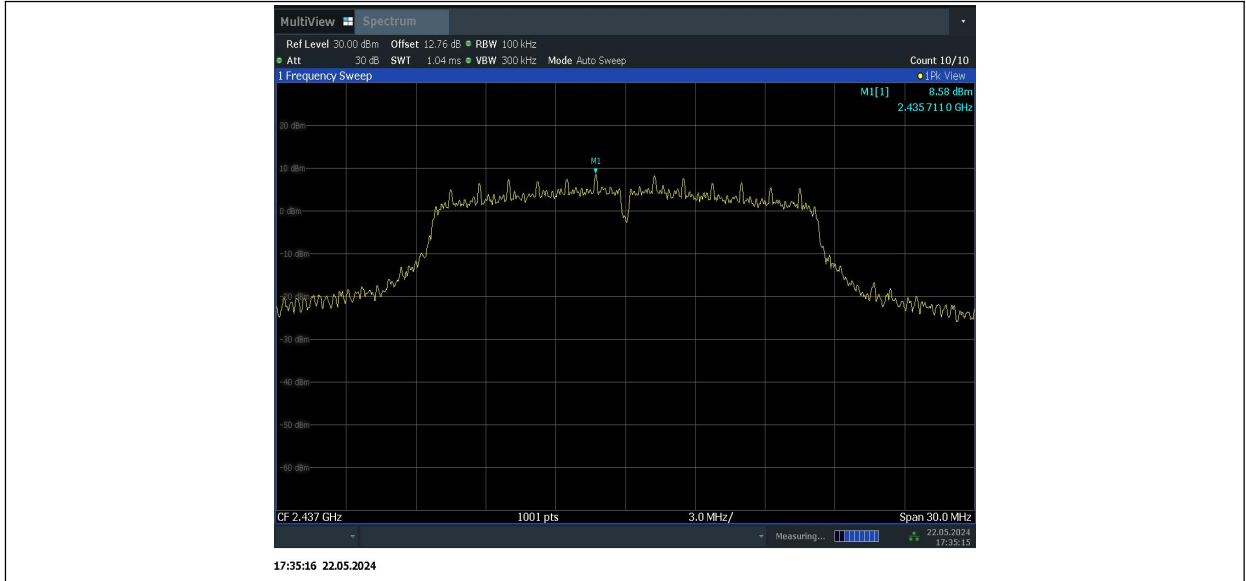 MultiView Spectrum
Ref Level 30.00 dBm Offset 12.76 dB RBW 100 kHz
Att 30 dB SWT 1.04 ms VBW 300 kHz Mode Auto Sweep Count 10/10
1 Frequency Sweep 1Pk View
M1[1] 8.58 dBm
2.435 711 0 GHz
20 dBm
M1
10 dBm
0 dBm
-10 dBm
-20 dBm
-30 dBm
-40 dBm
-50 dBm
-60 dBm
CF 2.437 GHz 1001 pts 3.0 MHz/ Span 30.0 MHz
Measuring... 22.05.2024
17:35:15
17:35:16 22.05.2024